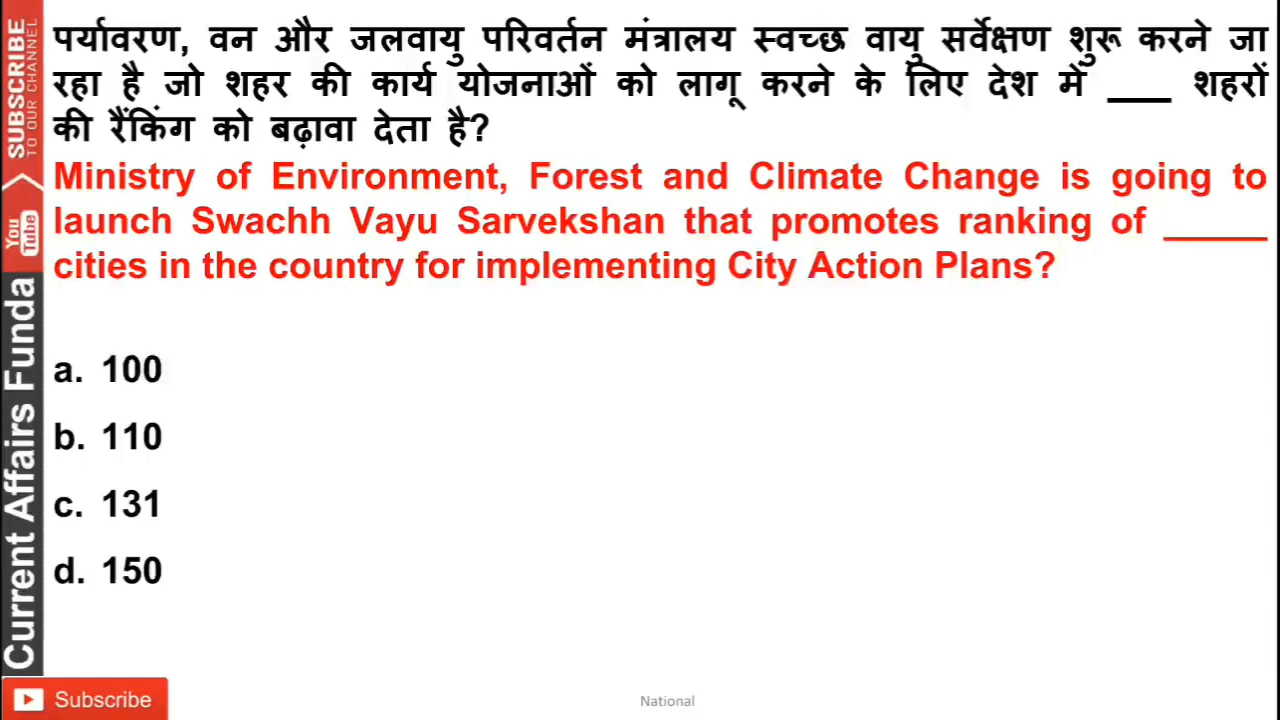 पर्यावरण, वन और जलवायु परिवर्तन मंत्रालय स्वच्छ वायु सर्वेक्षण शुरू करने जा
रहा है जो शहर की कार्य योजनाओं को लागू करने के लिए देश में ___ शहरों
की रैंकिंग को बढ़ावा देता है?
Ministry of Environment, Forest and Climate Change is going to
launch Swachh Vayu Sarvekshan that promotes ranking of _____
cities in the country for implementing City Action Plans?
a. 100
b. 110
c. 131
d. 150
SUBSCRIBE
TO OUR CHANNEL
You
Tube
Current Affairs Funda
Subscribe
National